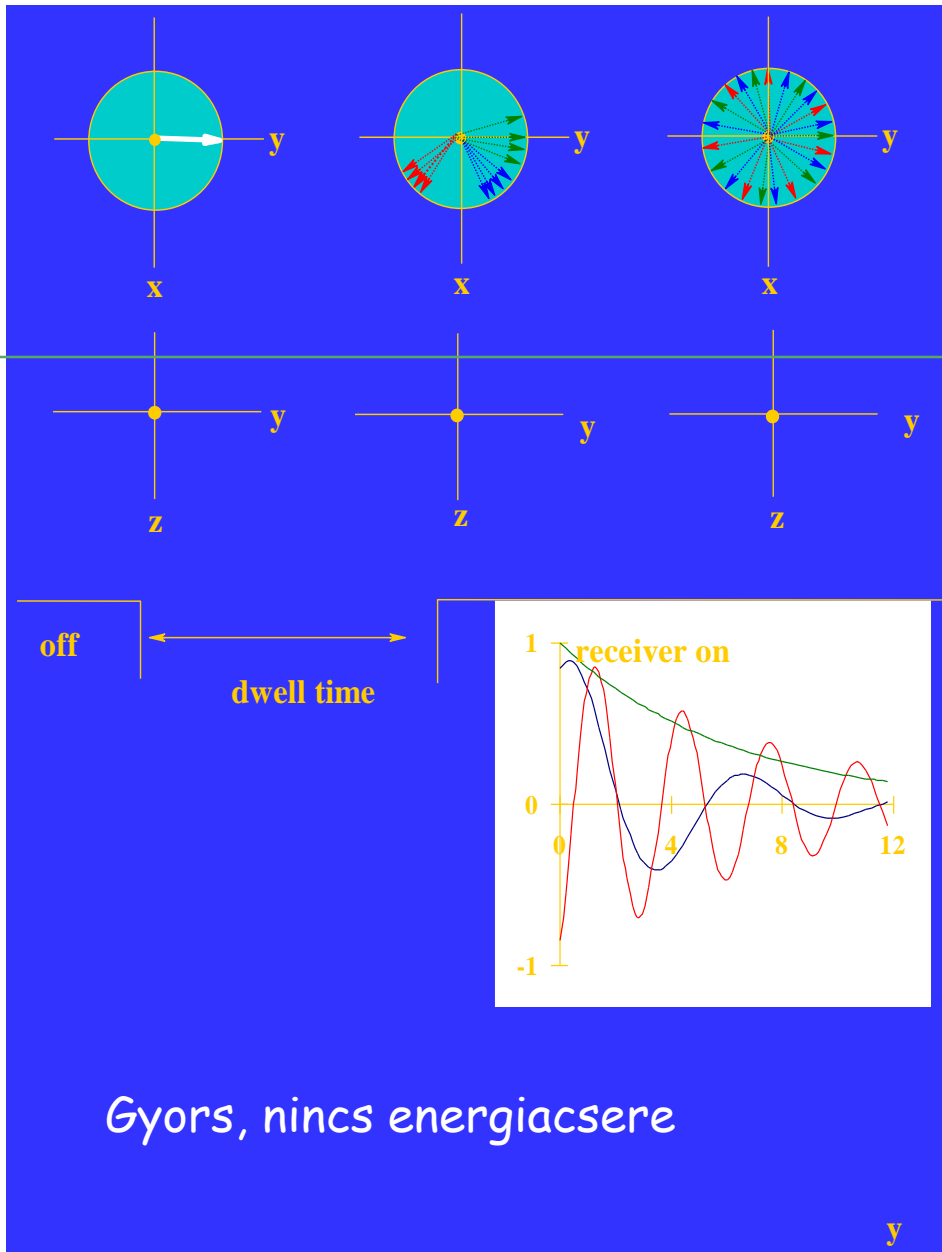 y y y
x x x
y y y
z z z
off
dwell time
receiver on
1
0
0 4 8 12
-1
Gyors, nincs energiacsere
y